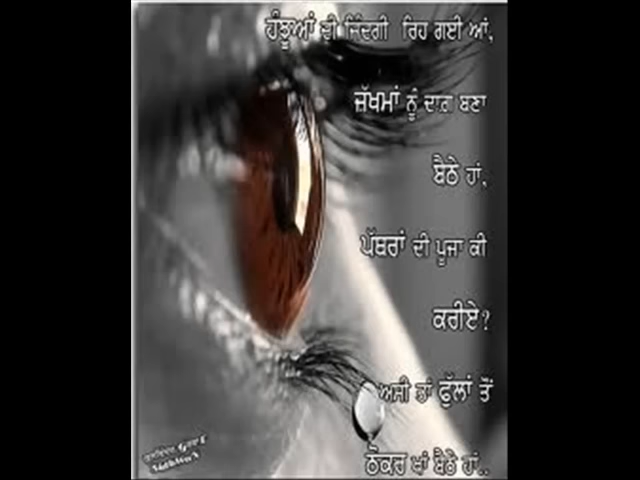 ਹੰਝੂਆਂ ਦੀ ਜਿੰਦਗੀ ਰਿਹ ਗਈ ਆਂ,
ਜ਼ੱਖਮਾਂ ਨੂੰ ਦਾਗ਼ ਬਣਾ
ਬੈਠੇ ਹਾਂ,
ਪੱਥਰਾਂ ਦੀ ਪੂਜਾ ਕੀ
ਕਰੀਏ?
ਅਸੀ ਤਾਂ ਫੁੱਲਾਂ ਤੋਂ
ਠੋਕਰ ਖਾਂ ਬੈਠੇ ਹਾਂ..